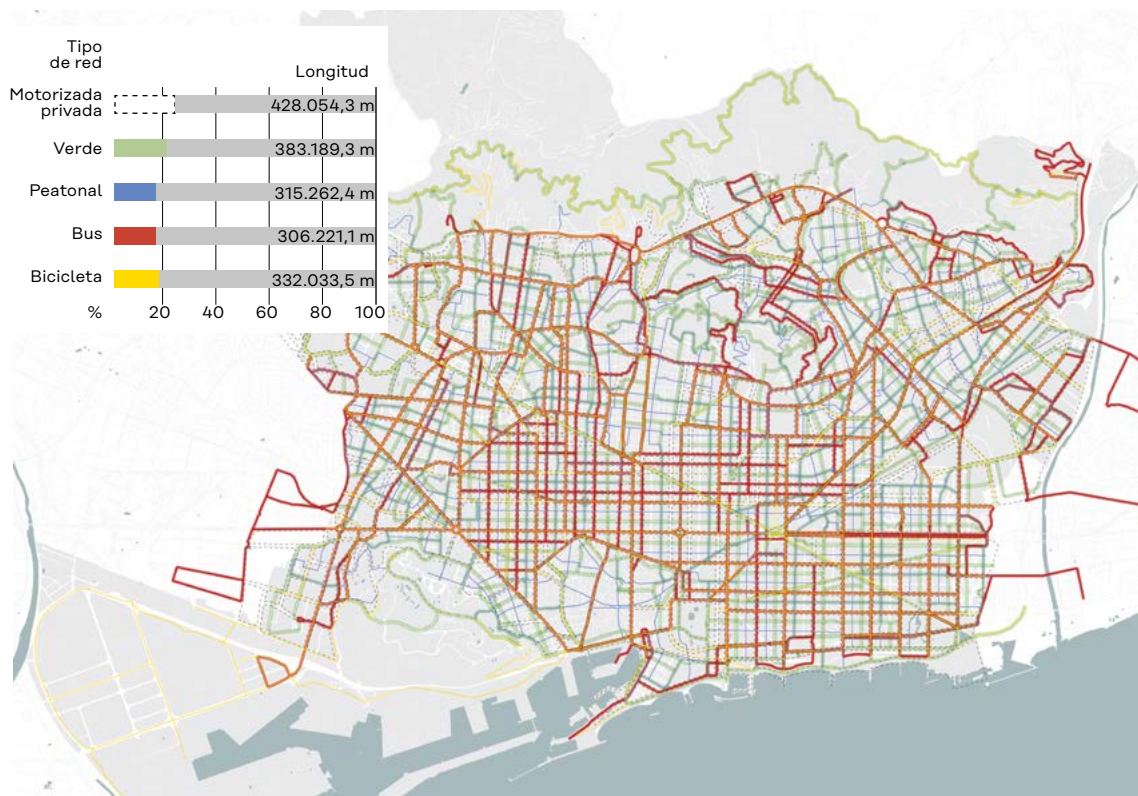 Tipo
de red
Longitud
Motorizada
privada
428.054,3 m
Verde
383.189,3 m
Peatonal
315.262,4 m
Bus
306.221,1 m
Bicicleta
332.033,5 m
% 20 40 60 80 100